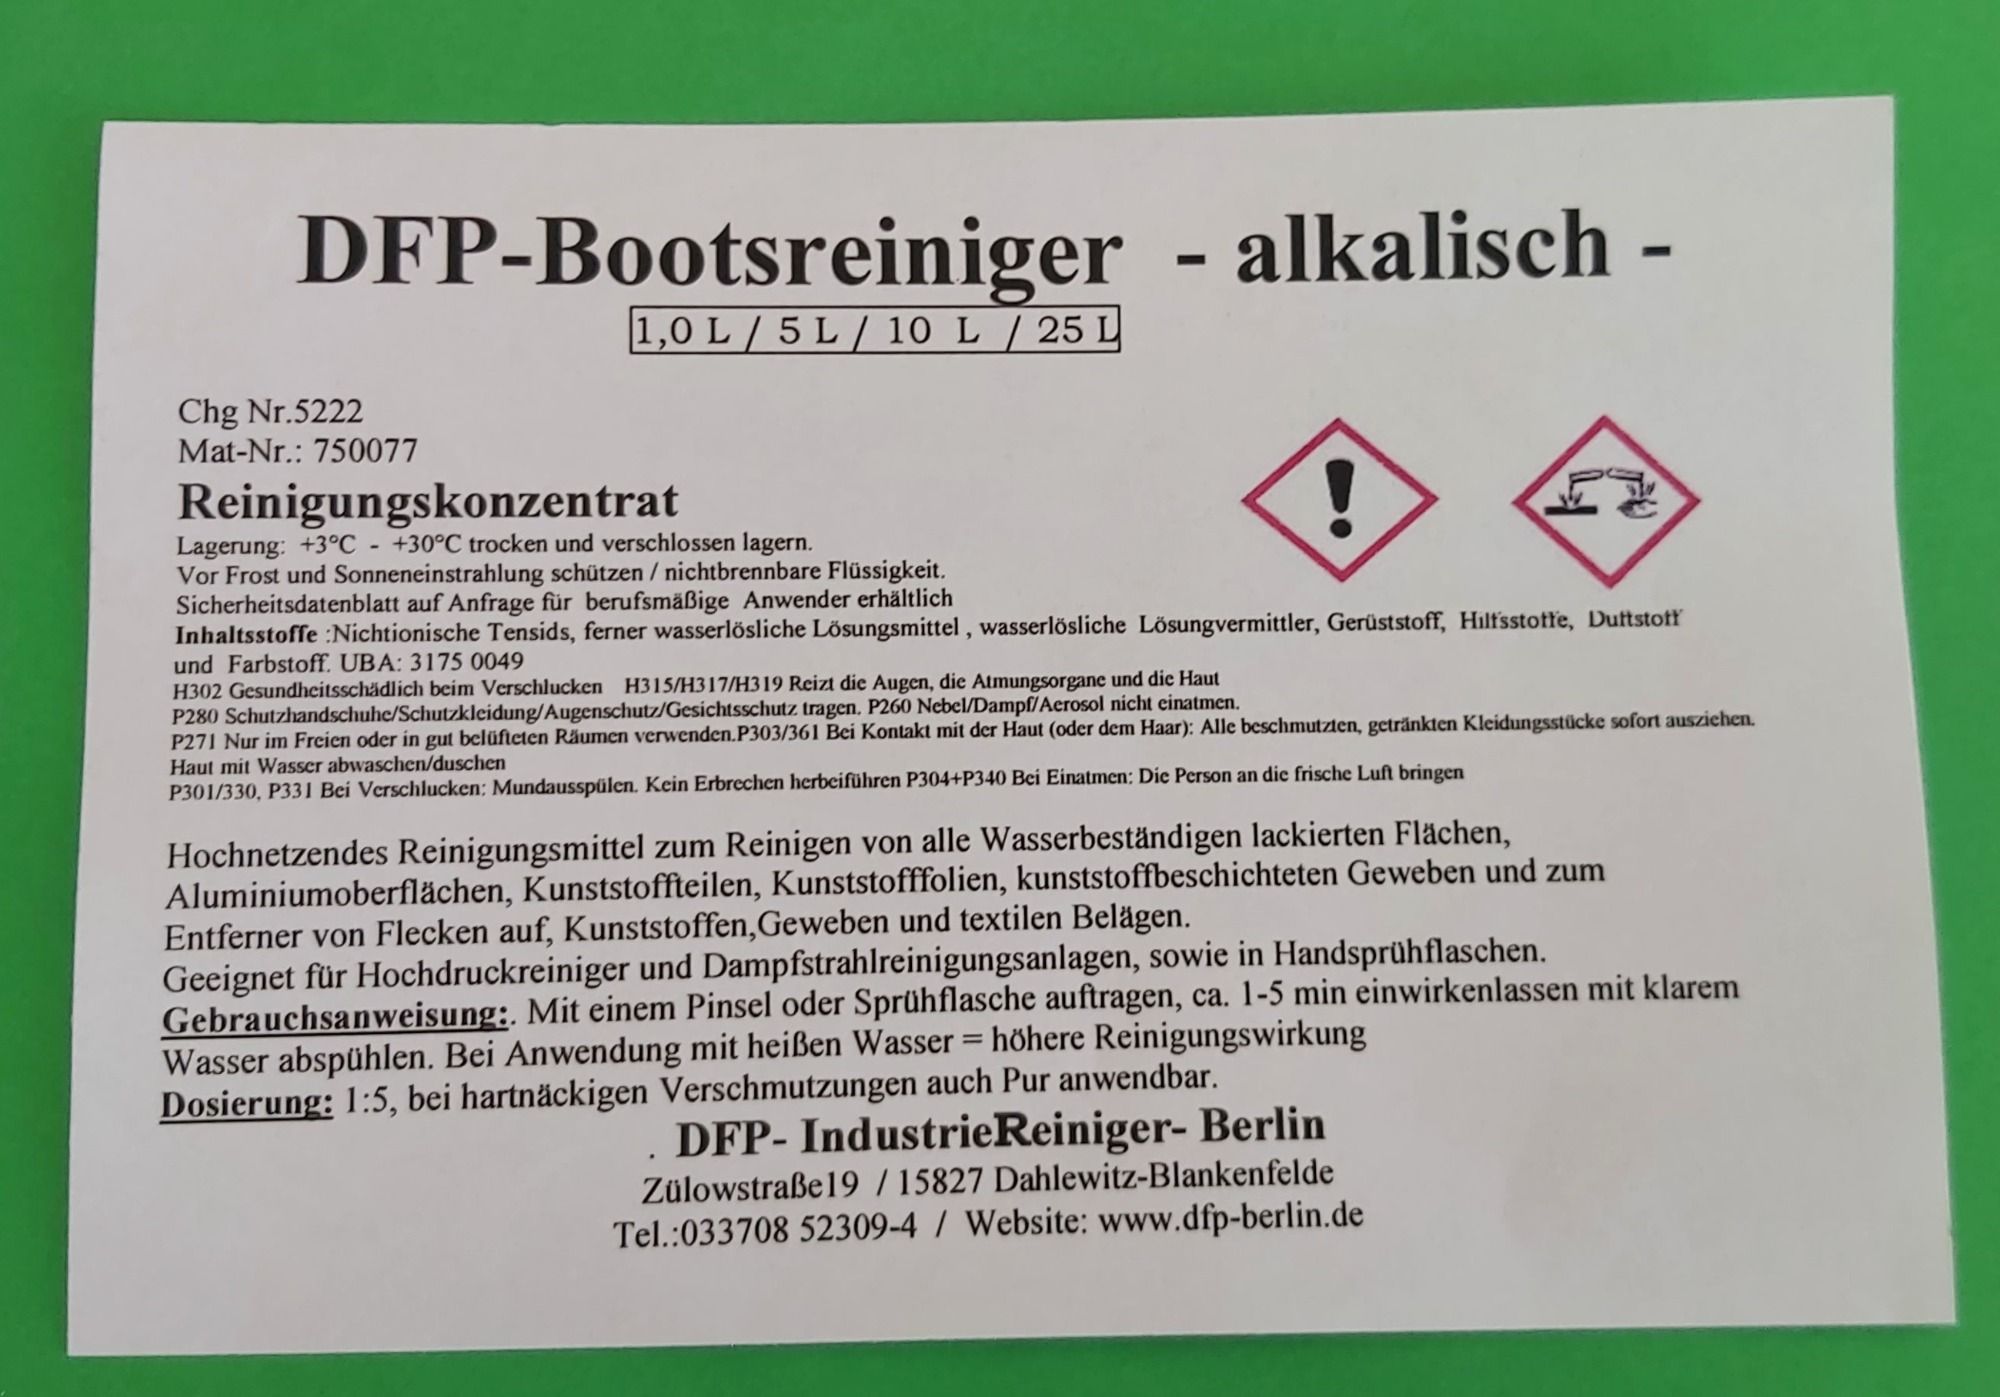 DFP-Bootsreiniger - alkalisch -
1,0 L / 5 L / 10 L / 25 L
Chg Nr.5222
Mat-Nr.: 750077
Reinigungskonzentrat
Lagerung: +3°C - +30°C trocken und verschlossen lagern.
Vor Frost und Sonneneinstrahlung schützen / nichtbrennbare Flüssigkeit.
Sicherheitsdatenblatt auf Anfrage für berufsmäßige Anwender erhältlich
Inhaltsstoffe :Nichtionische Tensids, ferner wasserlösliche Lösungsmittel , wasserlösliche Lösungvermittler, Gerüststoff, Hilfsstoffe, Duftstoff
und Farbstoff. UBA: 3175 0049
H302 Gesundheitsschädlich beim Verschlucken H315/H317/H319 Reizt die Augen, die Atmungsorgane und die Haut
P280 Schutzhandschuhe/Schutzkleidung/Augenschutz/Gesichtsschutz tragen. P260 Nebel/Dampf/Aerosol nicht einatmen.
P271 Nur im Freien oder in gut belüfteten Räumen verwenden.P303/361 Bei Kontakt mit der Haut (oder dem Haar): Alle beschmutzten, getränkten Kleidungsstücke sofort ausziehen.
Haut mit Wasser abwaschen/duschen
P301/330, P331 Bei Verschlucken: Mundausspülen. Kein Erbrechen herbeiführen P304+P340 Bei Einatmen: Die Person an die frische Luft bringen
Hochnetzendes Reinigungsmittel zum Reinigen von alle Wasserbeständigen lackierten Flächen,
Aluminiumoberflächen, Kunststoffteilen, Kunstofffolien, kunststoffbeschichteten Geweben und zum
Entferner von Flecken auf, Kunststoffen,Geweben und textilen Belägen.
Geeignet für Hochdruckreiniger und Dampfstrahlreinigungsanlagen, sowie in Handsprühflaschen.
Gebrauchsanweisung:. Mit einem Pinsel oder Sprühflasche auftragen, ca. 1-5 min einwirkenlassen mit klarem
Wasser abspühlen. Bei Anwendung mit heißen Wasser = höhere Reinigungswirkung
Dosierung: 1:5, bei hartnäckigen Verschmutzungen auch Pur anwendbar.
. DFP- IndustrieReiniger- Berlin
Zülowstraße19 / 15827 Dahlewitz-Blankenfelde
Tel.:033708 52309-4 / Website: www.dfp-berlin.de